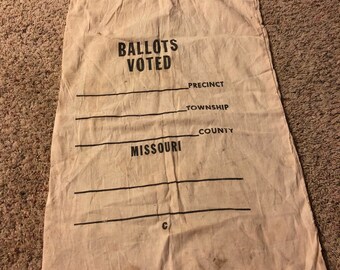 BALLOTS
VOTED
PRECINCT
TOWNSHIP
COUNTY
MISSOURI
C